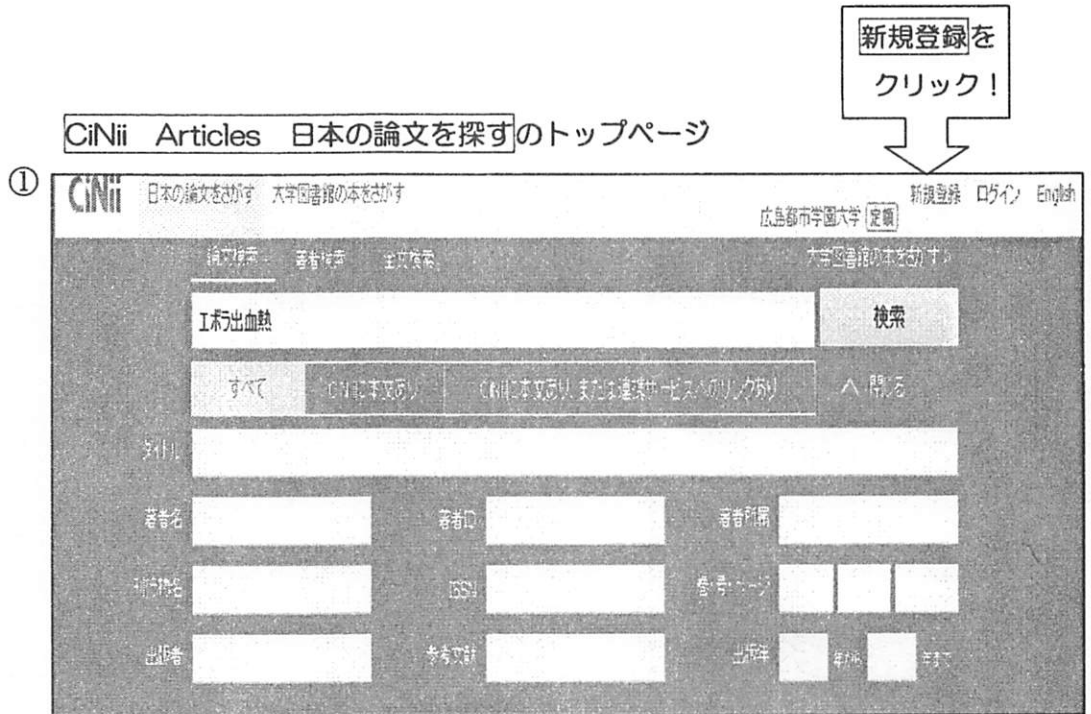 新規登録を
クリック！
CiNii Articles 日本の論文を探すのトップページ
①
CiNii 日本の論文をさがす 大学図書館の本をさがす
新規登録 ログイン English
広島都市学園大学 定額
論文検索 著者検索 全文検索
大学図書館の本をさがす
エボラ出血熱
検索
すべて CiNiiに本文あり CiNiiに本文あり、または連携サービスへのリンクあり
閉じる
タイトル
著者名 著者ID 著者所属
刊行物名 ISSN 巻・号・ページ
出版者 参考文献 出版年 年から 年まで